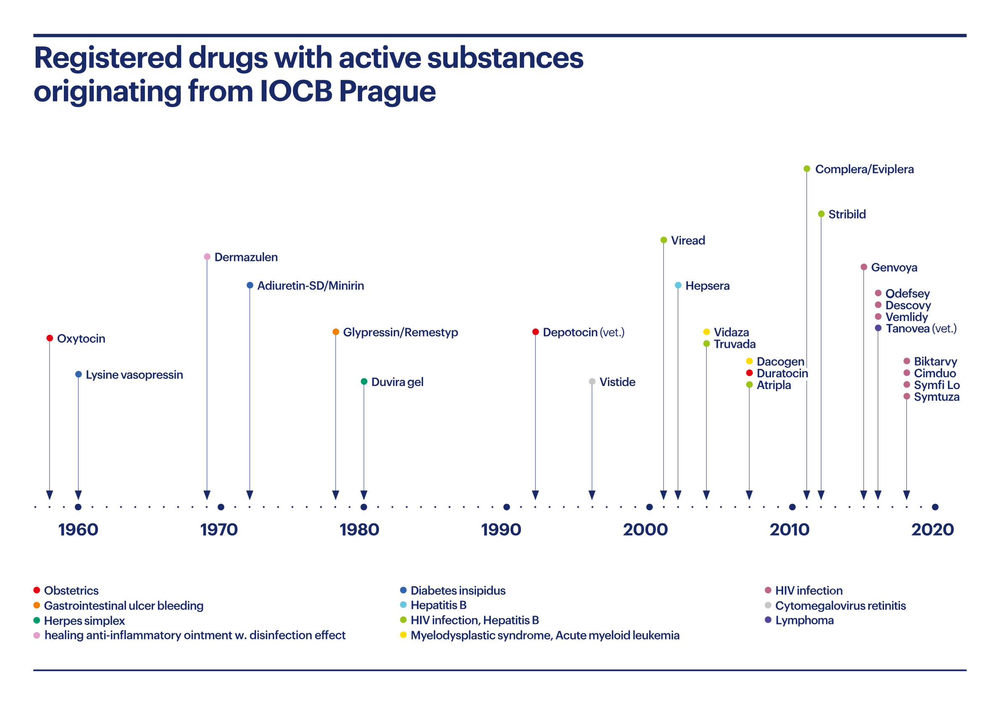 Registered drugs with active substances
originating from IOCB Prague
Complera/Eviplera
Stribild
Viread
Dermazulen
Genvoya
Adiuretin-SD/Minirin
Hepsera
Odefsey
Descovy
Vemlidy
Tanovea (vet.)
Oxytocin
Glypressin/Remestyp
Depotocin (vet.)
Vidaza
Truvada
Lysine vasopressin
Duvira gel
Vistide
Dacogen
Duratocin
Atripla
Biktarvy
Cimduo
Symfi Lo
Symtuza
1960 1970 1980 1990 2000 2010 2020
Obstetrics
Gastrointestinal ulcer bleeding
Herpes simplex
healing anti-inflammatory ointment w. disinfection effect
Diabetes insipidus
Hepatitis B
HIV infection, Hepatitis B
Myelodysplastic syndrome, Acute myeloid leukemia
HIV infection
Cytomegalovirus retinitis
Lymphoma